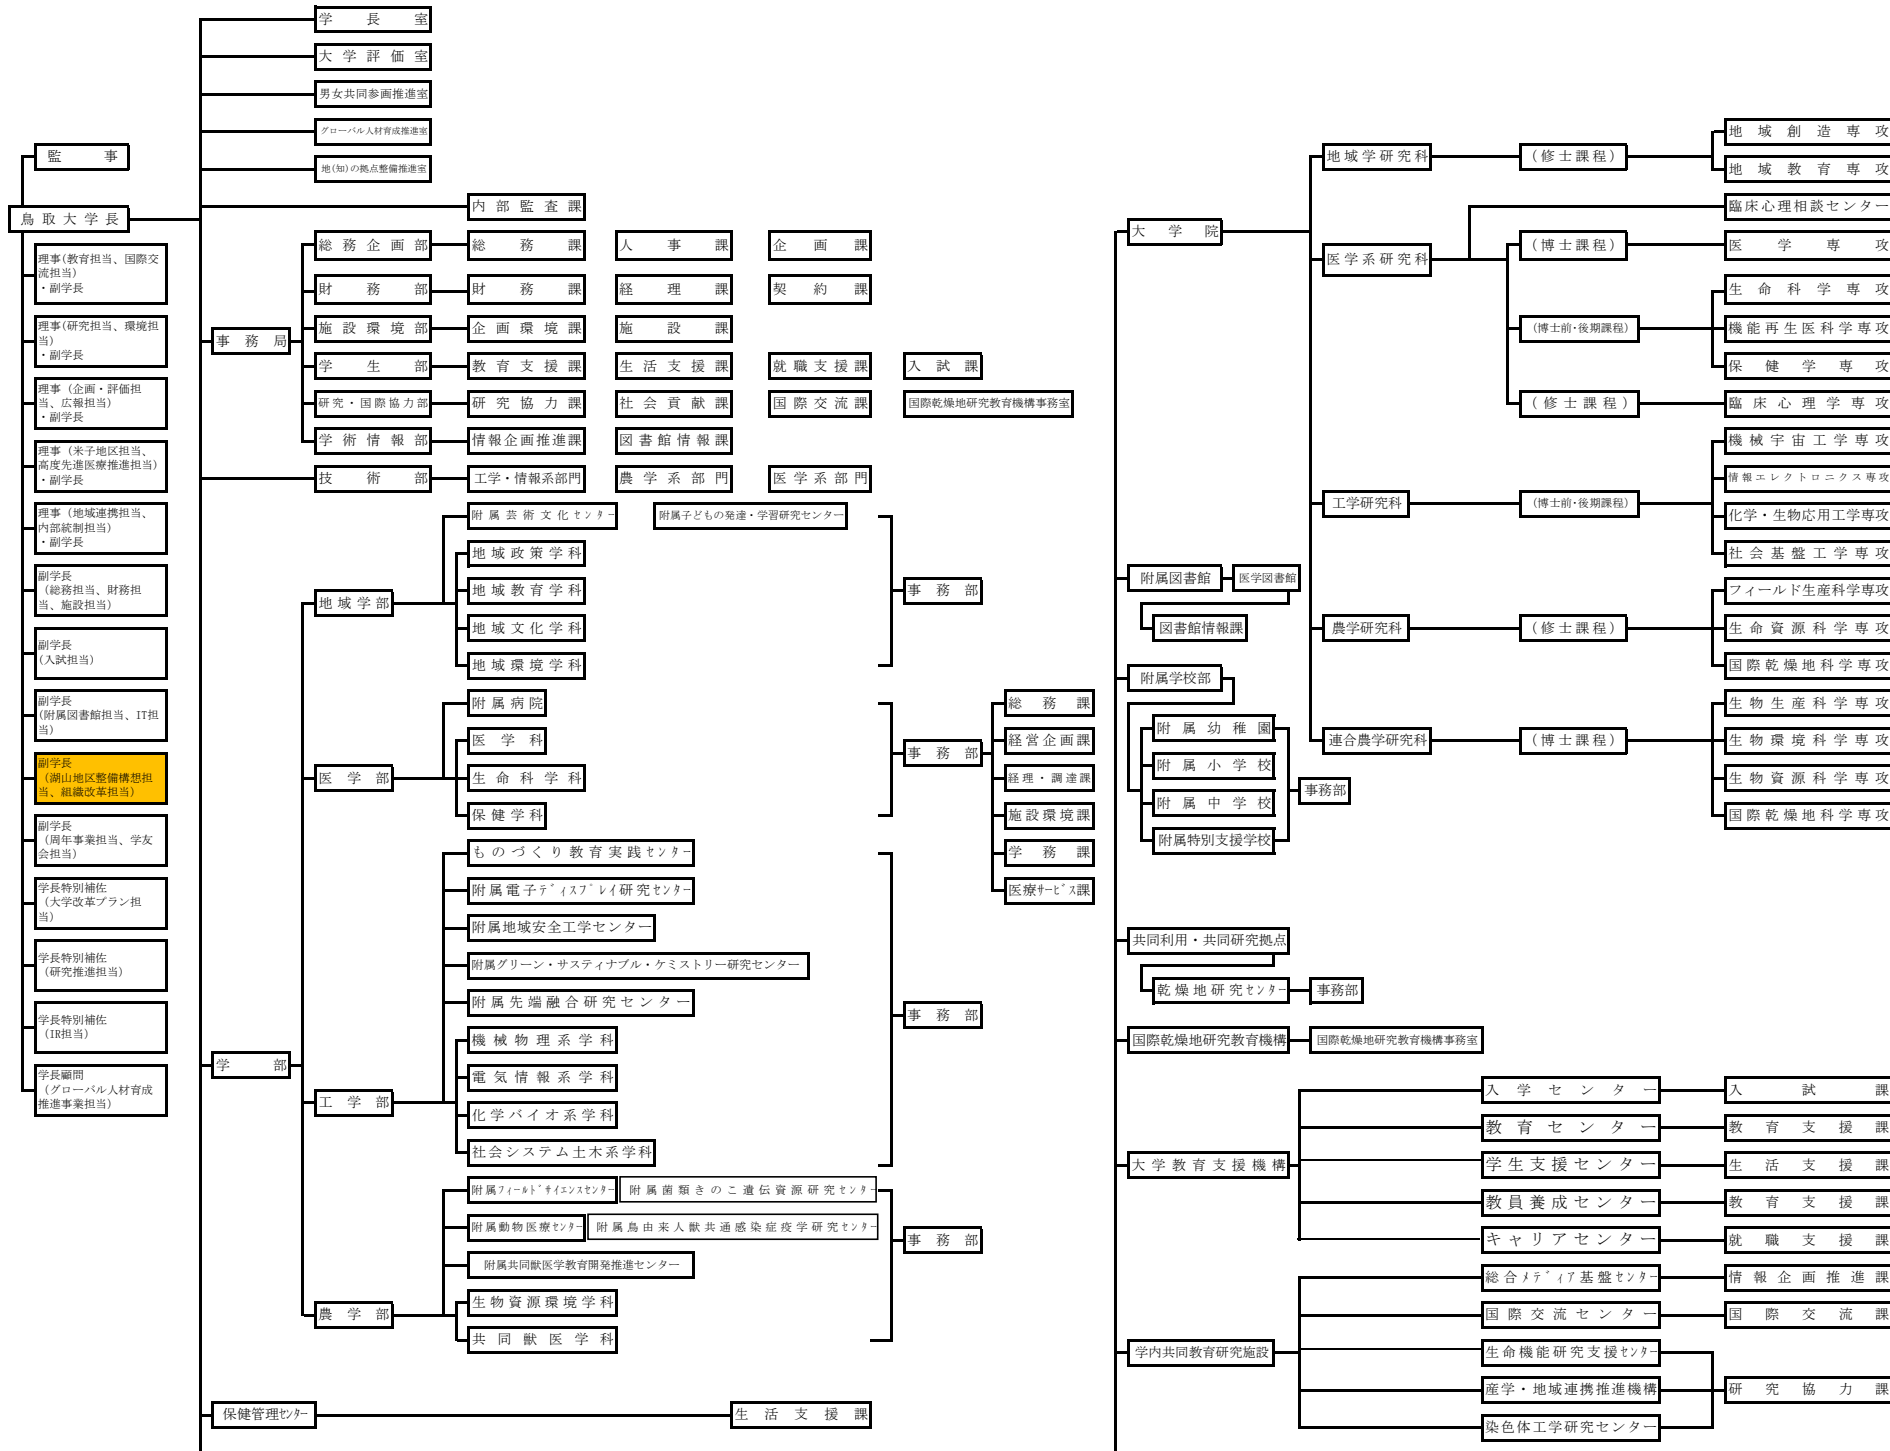 学長室
大学評価室
男女共同参画推進室
グローバル人材育成推進室
地(知)の拠点整備推進室
監事
鳥取大学長
理事(教育担当、国際交
流担当)
・副学長
理事(研究担当、環境担
当)
・副学長
理事（企画・評価担
当、広報担当）
・副学長
理事（米子地区担当、
高度先進医療推進担当）
・副学長
理事（地域連携担当、
内部統制担当）
・副学長
副学長
（総務担当、財務担
当、施設担当）
副学長
(入試担当)
副学長
(附属図書館担当、IT担
当)
副学長
（湖山地区整備構想担
当、組織改革担当）
副学長
（周年事業担当、学友
会担当）
学長特別補佐
（大学改革プラン担
当）
学長特別補佐
（研究推進担当）
学長特別補佐
（IR担当）
学長顧問
（グローバル人材育成
推進事業担当）
内部監査課
事務局
総務企画部 総務課 人事課 企画課
財務部 財務課 経理課 契約課
施設環境部 企画環境課 施設課
学生部 教育支援課 生活支援課 就職支援課 入試課
研究・国際協力部 研究協力課 社会貢献課 国際交流課 国際乾燥地研究教育機構事務室
学術情報部 情報企画推進課 図書館情報課
技術部 工学・情報系部門 農学系部門 医学系部門
学部
地域学部
附属芸術文化センター 附属子どもの発達・学習研究センター
地域政策学科
地域教育学科
地域文化学科
地域環境学科
事務部
医学部
附属病院
医学科
生命科学科
保健学科
事務部
総務課
経営企画課
経理・調達課
施設環境課
学務課
医療サービス課
工学部
ものづくり教育実践センター
附属電子ディスプレイ研究センター
附属地域安全工学センター
附属グリーン・サスティナブル・ケミストリー研究センター
附属先端融合研究センター
機械物理系学科
電気情報系学科
化学バイオ系学科
社会システム土木系学科
事務部
農学部
附属フィールドサイエンスセンター 附属菌類きのこ遺伝資源研究センター
附属動物医療センター 附属鳥由来人獣共通感染症疫学研究センター
附属共同獣医学教育開発推進センター
生物資源環境学科
共同獣医学科
事務部
保健管理センター 生活支援課
大学院
地域学研究科 （修士課程）
地域創造専攻
地域教育専攻
医学系研究科
臨床心理相談センター
（博士課程） 医学専攻
(博士前・後期課程)
生命科学専攻
機能再生医科学専攻
保健学専攻
（修士課程） 臨床心理学専攻
工学研究科 (博士前・後期課程)
機械宇宙工学専攻
情報エレクトロニクス専攻
化学・生物応用工学専攻
社会基盤工学専攻
農学研究科 （修士課程）
フィールド生産科学専攻
生命資源科学専攻
国際乾燥地科学専攻
連合農学研究科 （博士課程）
生物生産科学専攻
生物環境科学専攻
生物資源科学専攻
国際乾燥地科学専攻
附属図書館 医学図書館
図書館情報課
附属学校部
附属幼稚園
附属小学校
附属中学校
附属特別支援学校
事務部
共同利用・共同研究拠点
乾燥地研究センター 事務部
国際乾燥地研究教育機構 国際乾燥地研究教育機構事務室
大学教育支援機構
入学センター 入試課
教育センター 教育支援課
学生支援センター 生活支援課
教員養成センター 教育支援課
キャリアセンター 就職支援課
学内共同教育研究施設
総合メディア基盤センター 情報企画推進課
国際交流センター 国際交流課
生命機能研究支援センター
産学・地域連携推進機構 研究協力課
染色体工学研究センター